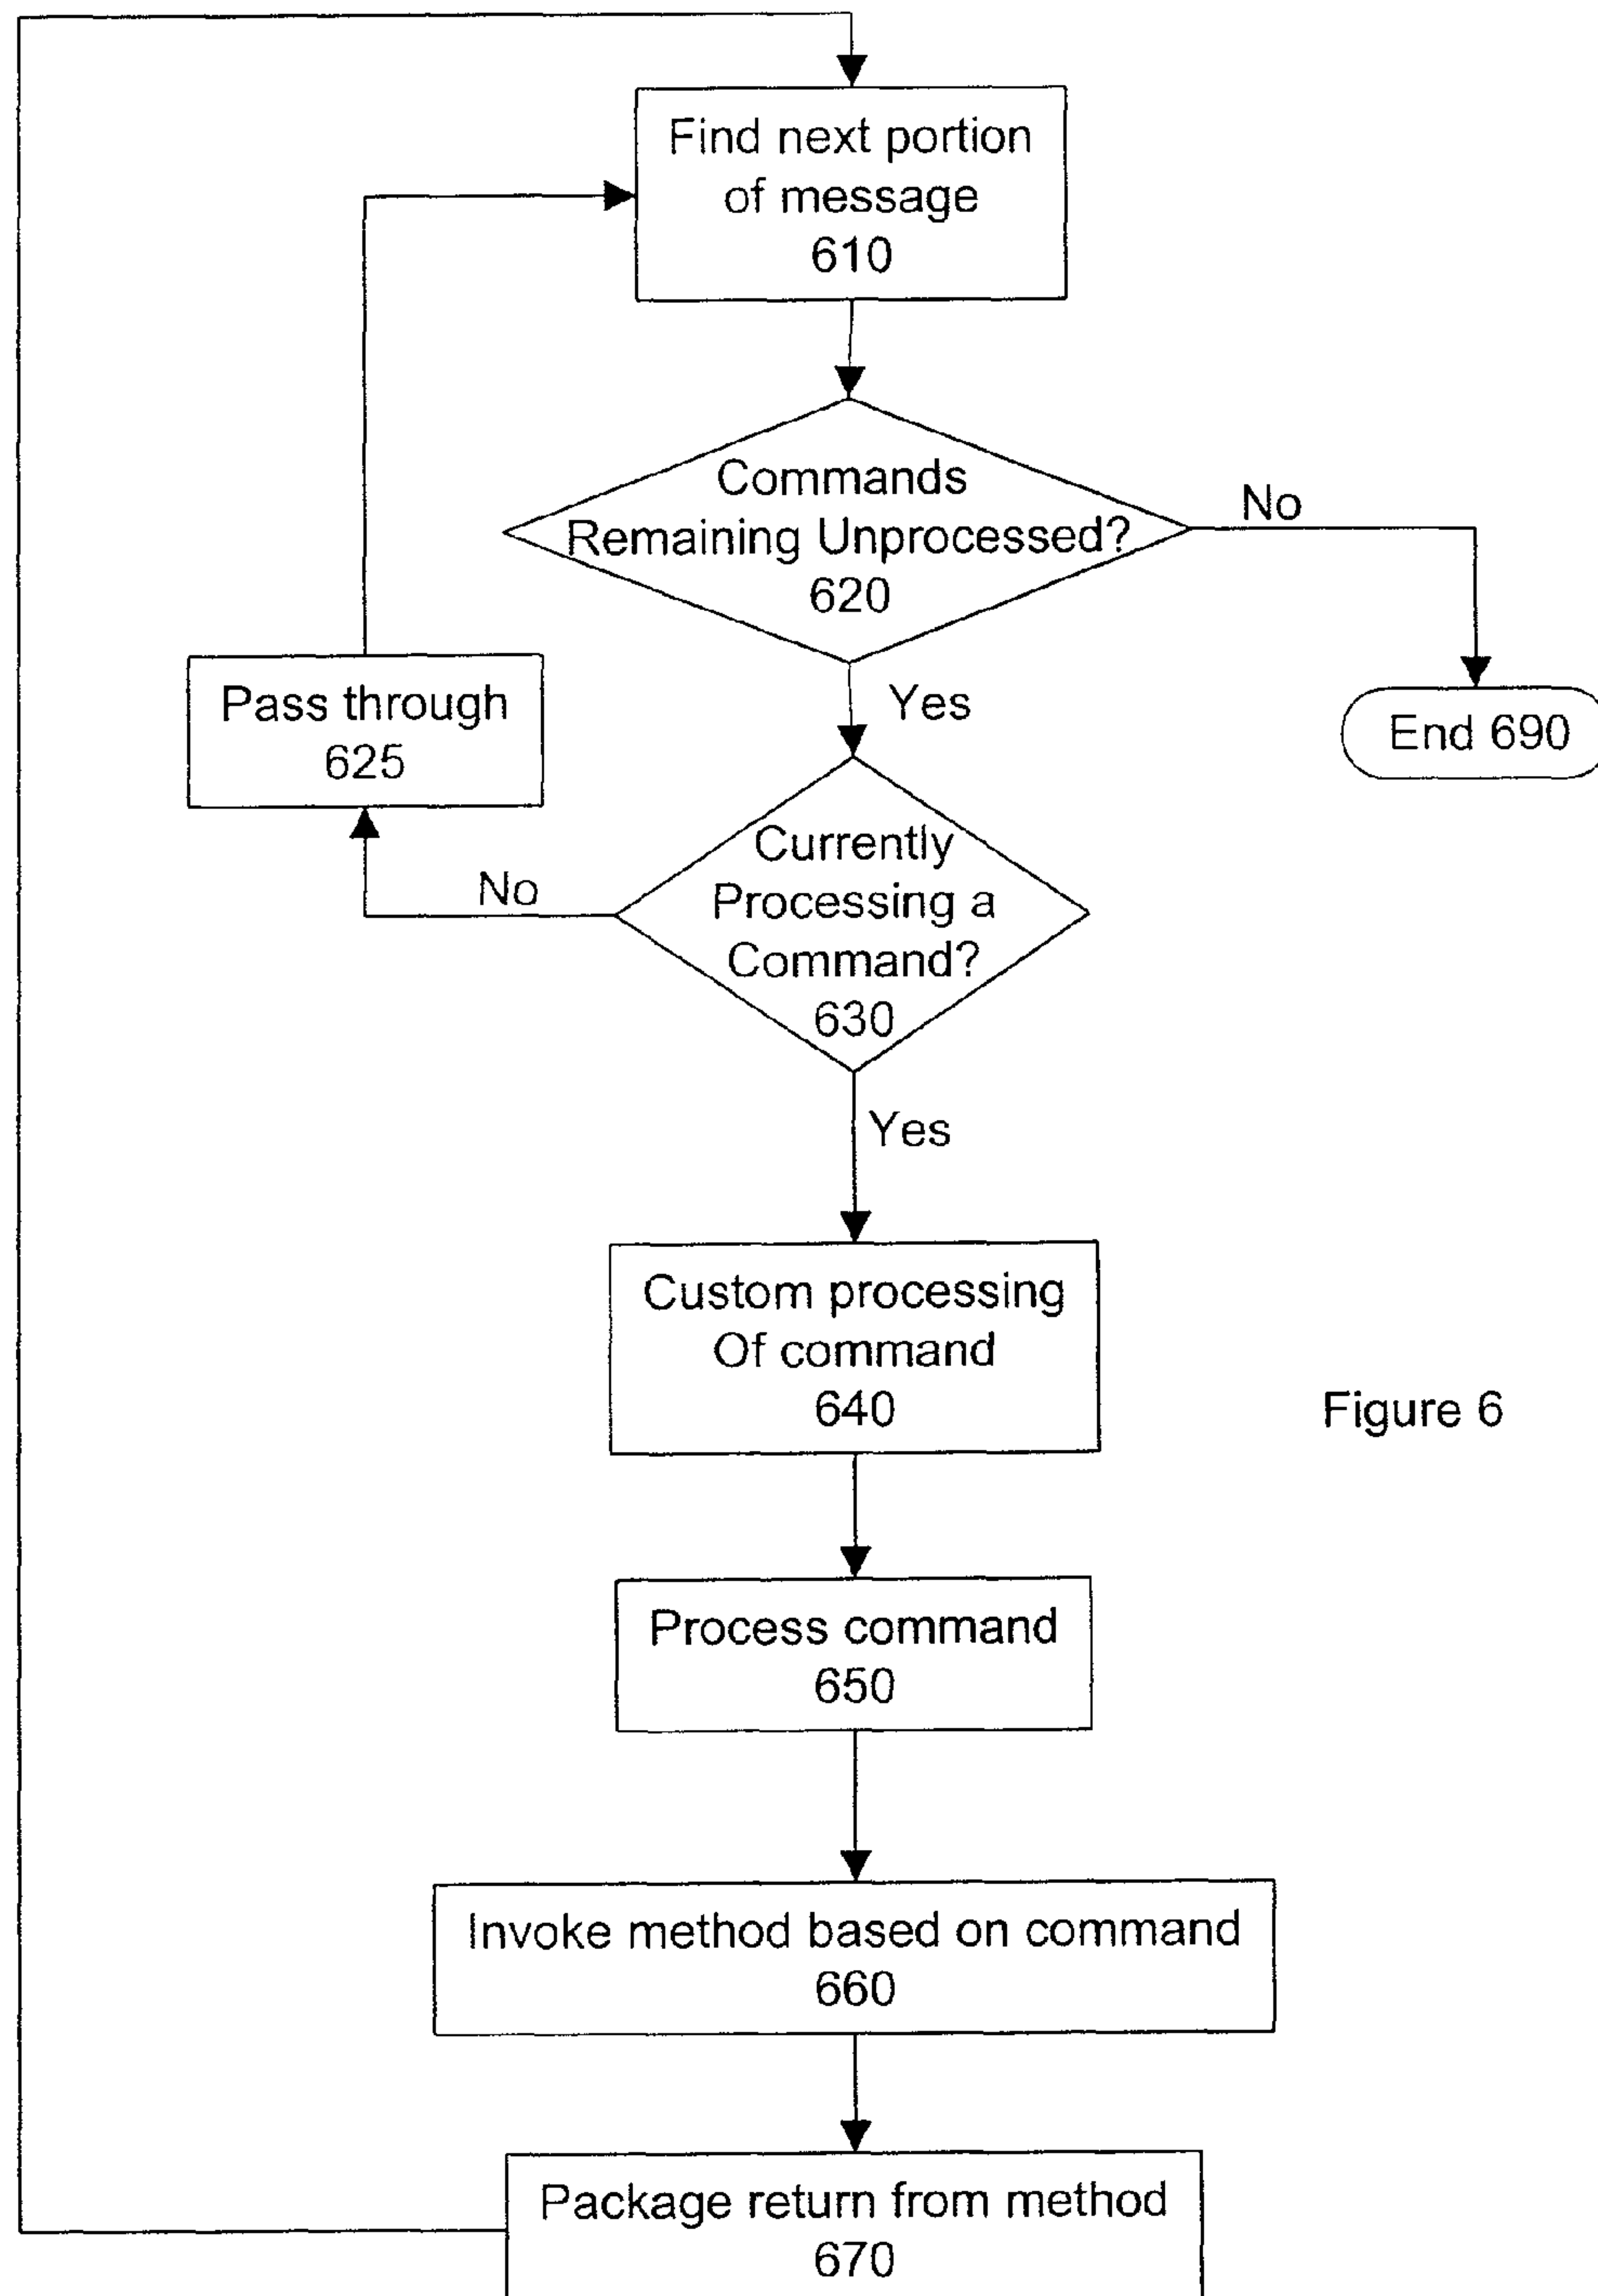 Find next portion
of message
610
Commands
Remaining Unprocessed?
620
No
Yes
Pass through
625
End 690
Currently
Processing a
Command?
630
No
Yes
Custom processing
Of command
640
Figure 6
Process command
650
Invoke method based on command
660
Package return from method
670